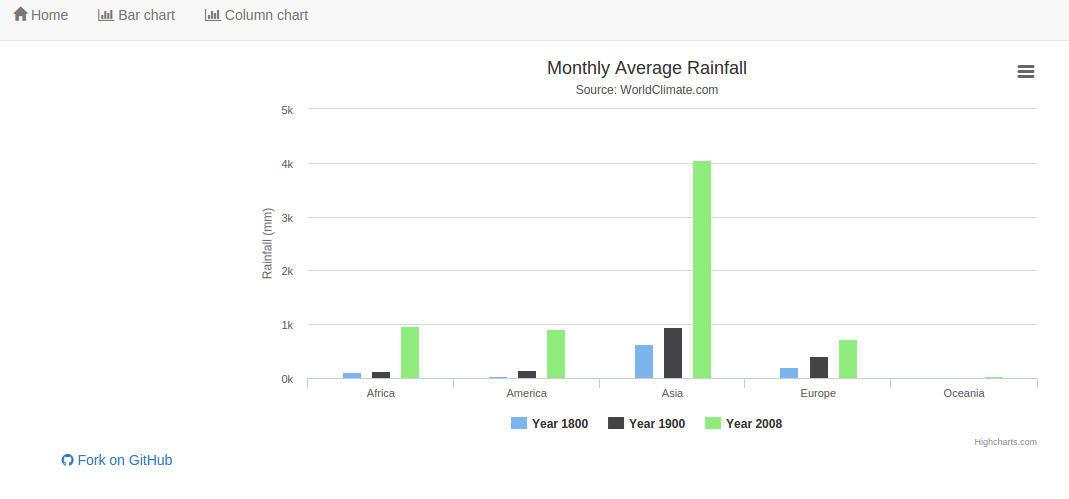 Home Bar chart Column chart
Monthly Average Rainfall
Source: WorldClimate.com
Rainfall (mm)
5k
4k
3k
2k
1k
0k
Africa America Asia Europe Oceania
Year 1800 Year 1900 Year 2008
Highcharts.com
Fork on GitHub